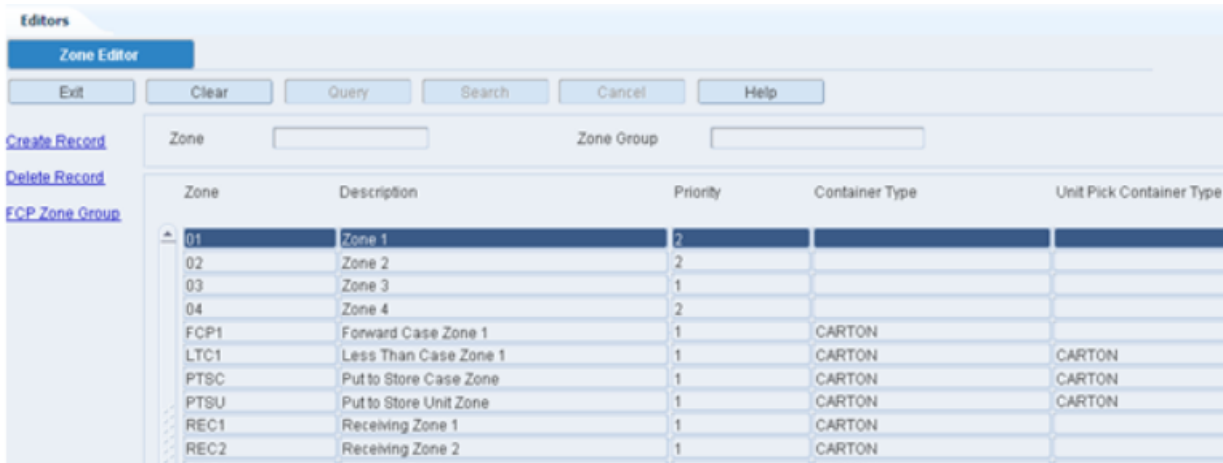 Editors
Zone Editor
Exit Clear Query Search Cancel Help
Create Record Zone Zone Group
Delete Record
FCP Zone Group
Zone Description Priority Container Type Unit Pick Container Type
01 Zone 1 2
02 Zone 2 2
03 Zone 3 1
04 Zone 4 2
FCP1 Forward Case Zone 1 1 CARTON
LTC1 Less Than Case Zone 1 1 CARTON CARTON
PTSC Put to Store Case Zone 1 CARTON CARTON
PTSU Put to Store Unit Zone 1 CARTON CARTON
REC1 Receiving Zone 1 1 CARTON
REC2 Receiving Zone 2 1 CARTON